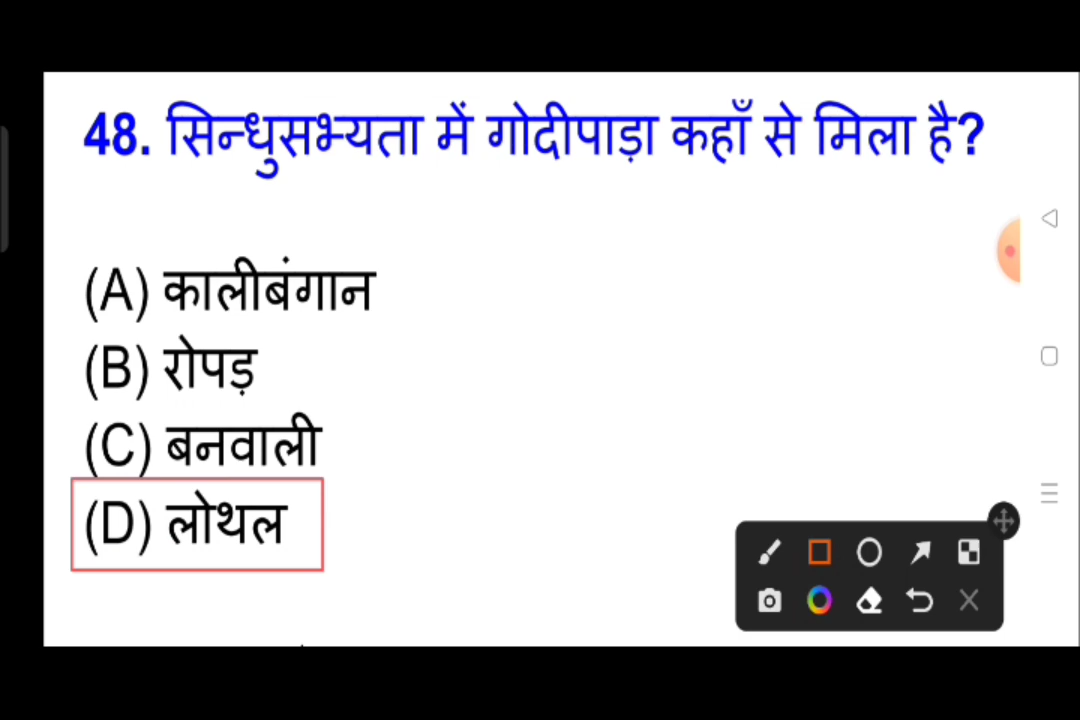 48. सिन्धुसभ्यता में गोदीपाड़ा कहाँ से मिला है?
(A) कालीबंगान
(B) रोपड़
(C) बनवाली
(D) लोथल